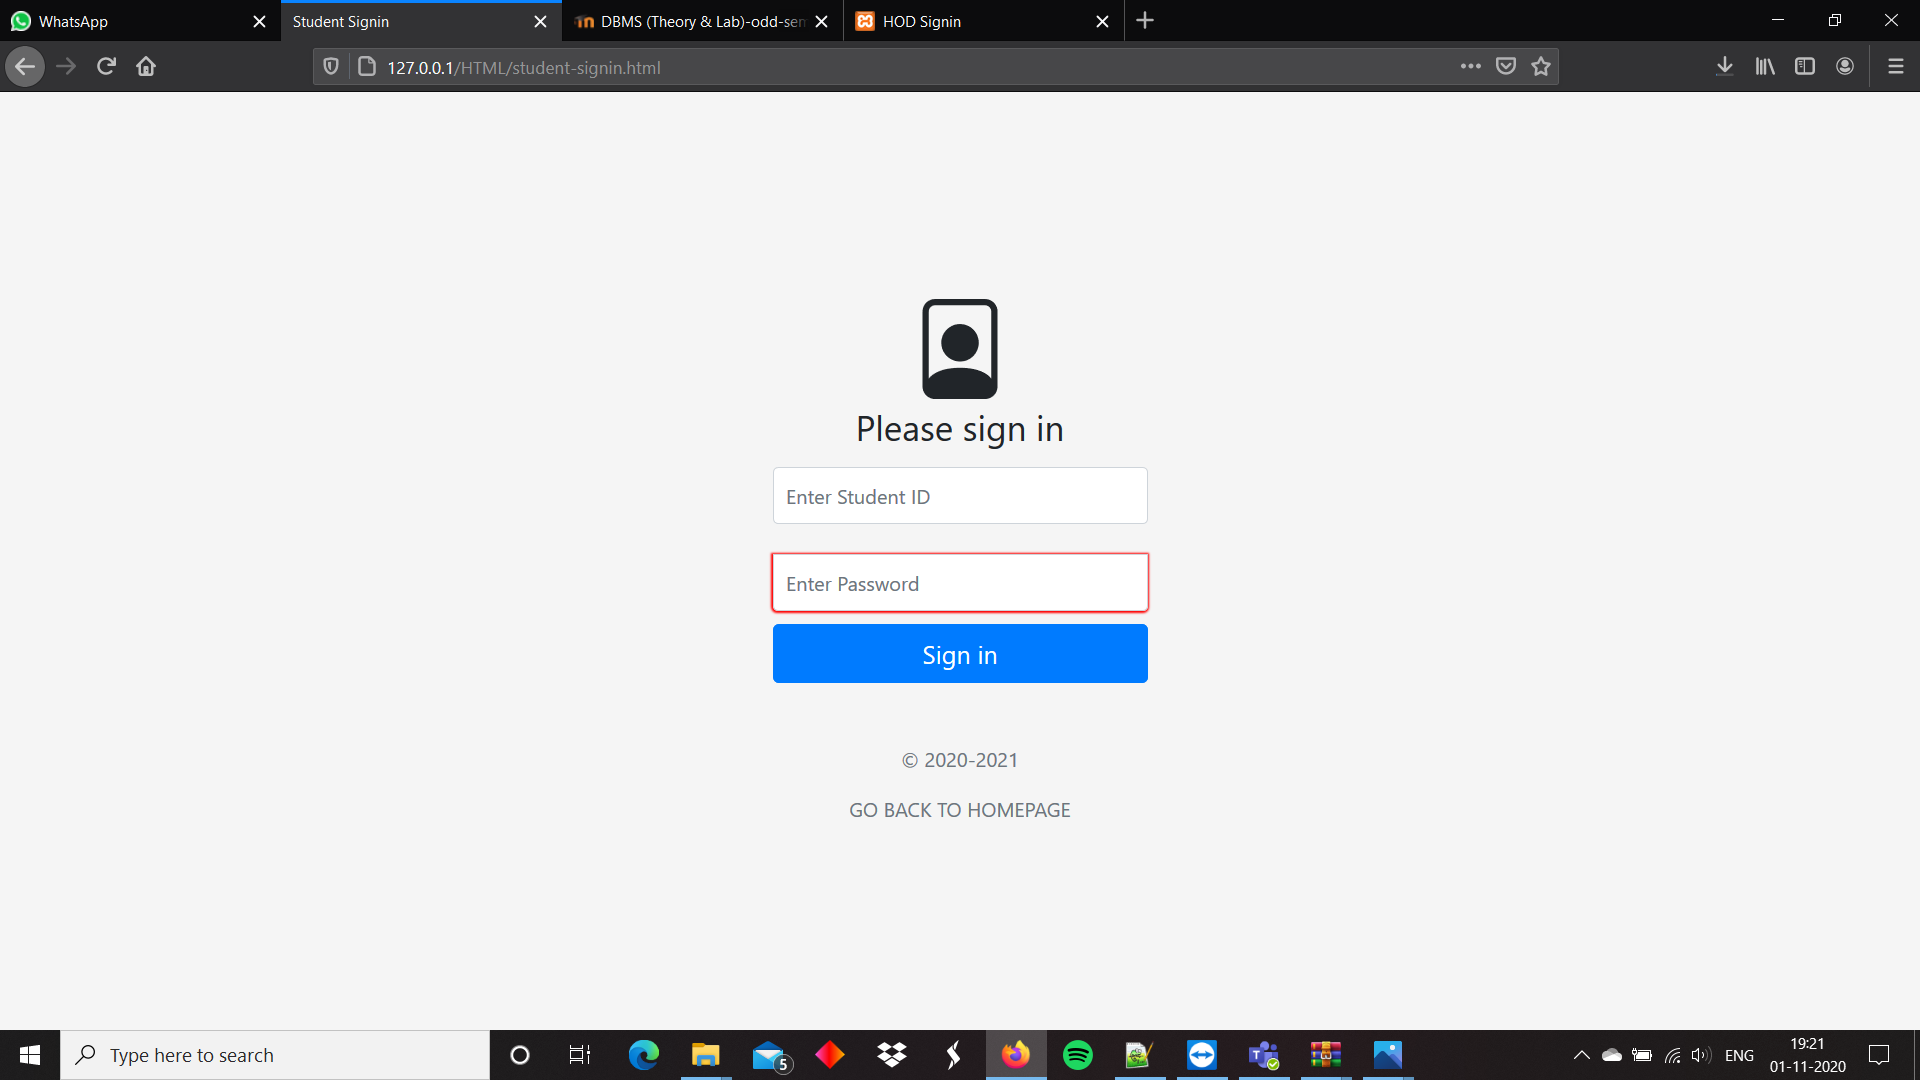 WhatsApp
Student Signin
DBMS (Theory & Lab)-odd-sem
HOD Signin
127.0.0.1/HTML/student-signin.html
Please sign in
Enter Student ID
Enter Password
Sign in
© 2020-2021
GO BACK TO HOMEPAGE
Type here to search
5
ENG
19:21
01-11-2020